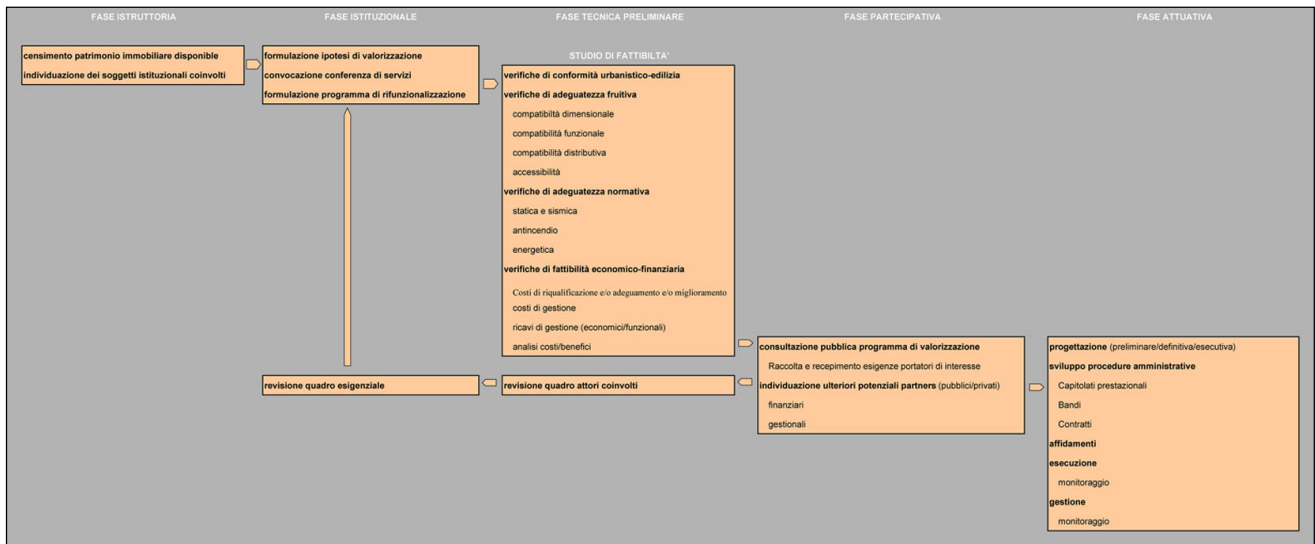 FASE ISTRUTTORIA
FASE ISTITUZIONALE
FASE TECNICA PRELIMINARE
FASE PARTECIPATIVA
FASE ATTUATIVA
censimento patrimonio immobiliare disponibile
individuazione dei soggetti istituzionali coinvolti
formulazione ipotesi di valorizzazione
convocazione conferenza di servizi
formulazione programma di rifunzionalizzazione
STUDIO DI FATTIBILTA'
verifiche di conformità urbanistico-edilizia
verifiche di adeguatezza fruitiva
compatibiltà dimensionale
compatibilità funzionale
compatibilità distributiva
accessibilità
verifiche di adeguatezza normativa
statica e sismica
antincendio
energetica
verifiche di fattibilità economico-finanziaria
Costi di riqualificazione e/o adeguamento e/o miglioramento
costi di gestione
ricavi di gestione (economici/funzionali)
analisi costi/benefici
revisione quadro esigenziale
revisione quadro attori coinvolti
consultazione pubblica programma di valorizzazione
Raccolta e recepimento esigenze portatori di interesse
individuazione ulteriori potenziali partners (pubblici/privati)
finanziari
gestionali
progettazione (preliminare/definitiva/esecutiva)
sviluppo procedure amministrative
Capitolati prestazionali
Bandi
Contratti
affidamenti
esecuzione
monitoraggio
gestione
monitoraggio